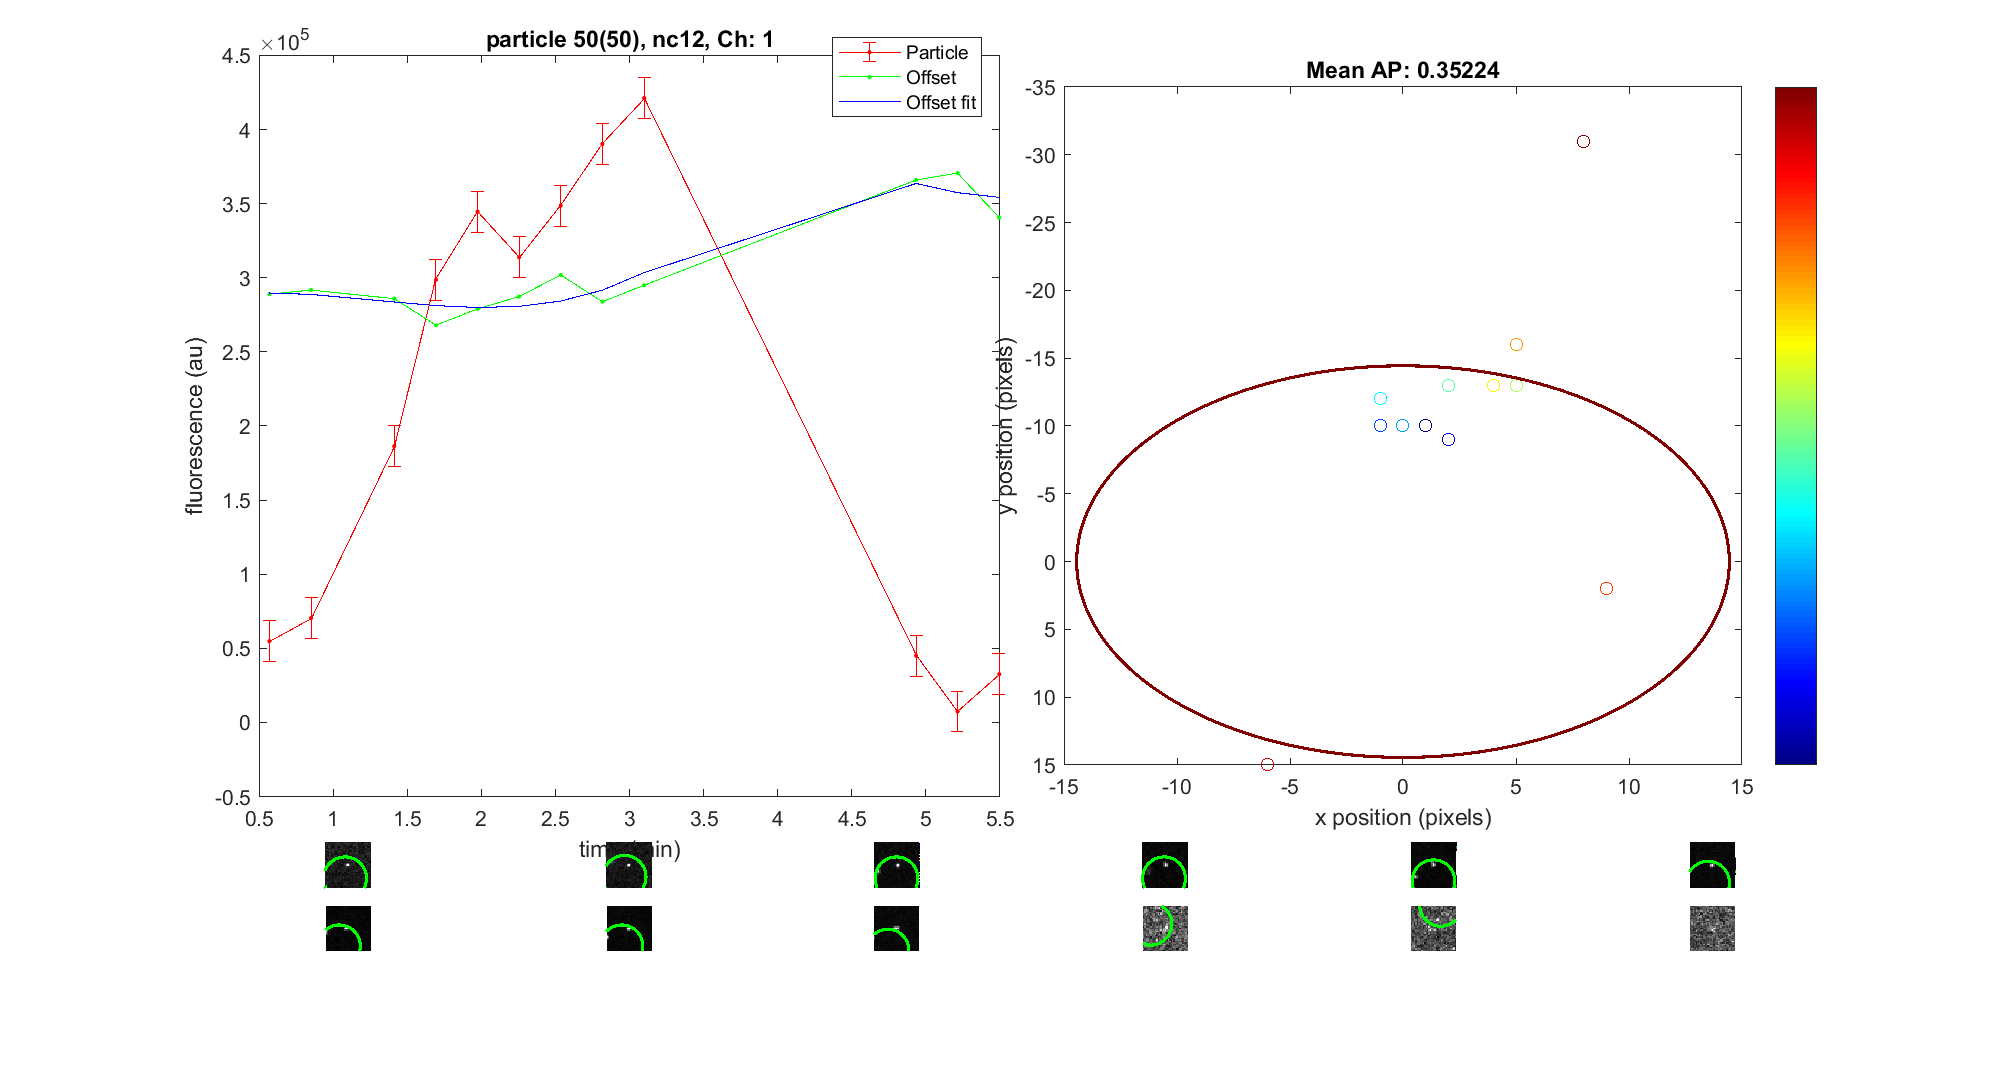 particle 50(50), nc12, Ch: 1
×10^5
Particle
Offset
Offset fit
4.5
4
3.5
3
2.5
2
1.5
1
0.5
0
-0.5
fluorescence (au)
0.5 1 1.5 2 2.5 3 3.5 4 4.5 5 5.5
Mean AP: 0.35224
-35
-30
-25
-20
-15
-10
-5
0
5
10
15
y position (pixels)
-15 -10 -5 0 5 10 15
x position (pixels)